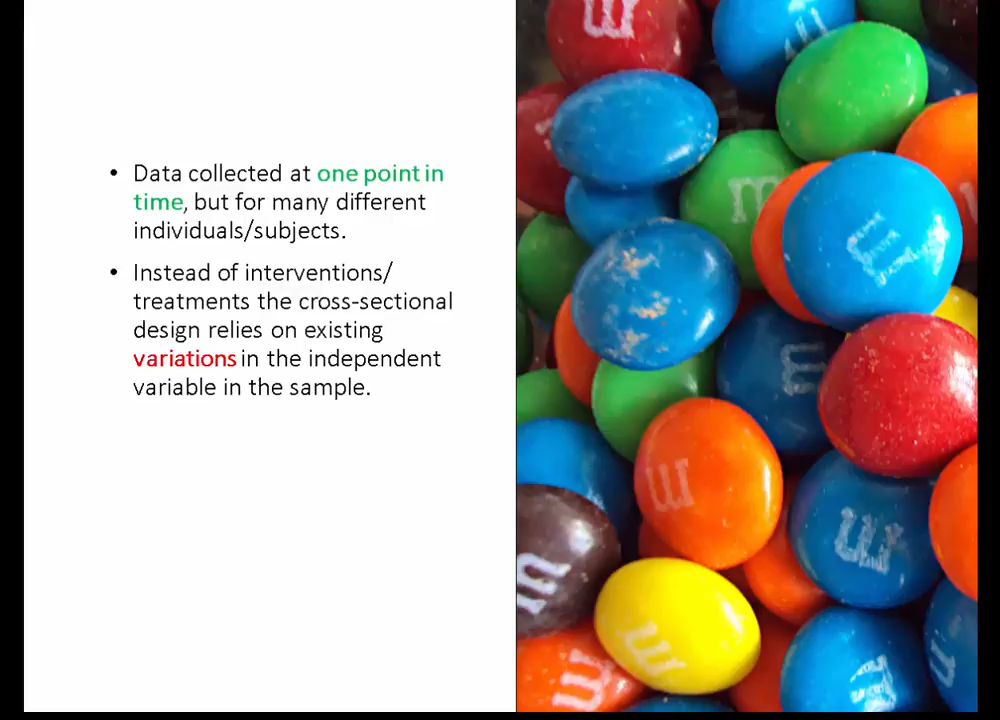 • Data collected at one point in
time, but for many different
individuals/subjects.
• Instead of interventions/
treatments the cross-sectional
design relies on existing
variations in the independent
variable in the sample.
m
m
m
m
m
m
m
m
m
m
m
m
m